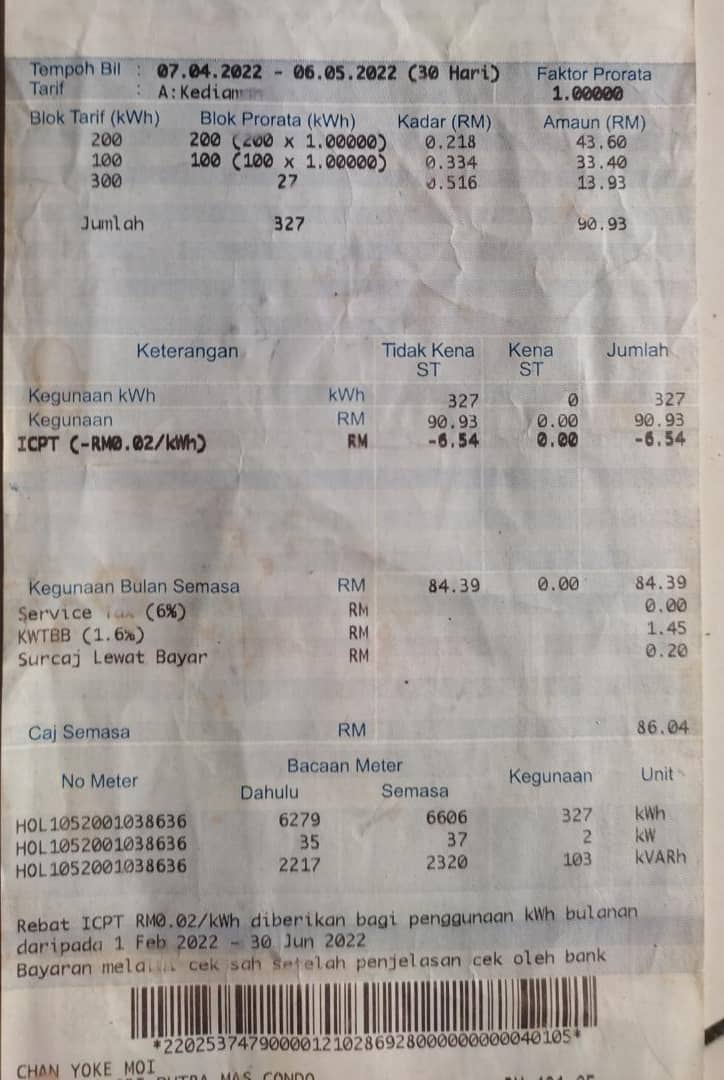 Tempoh Bil : 07.04.2022 - 06.05.2022 (30 Hari) Faktor Prorata
Tarif : A: 1.00000
Blok Tarif (kWh) Blok Prorata (kWh) Kadar (RM) Amaun (RM)
200 200 (200 x 1.00000) 0.218 43.60
100 100 (100 x 1.00000) 0.334 33.40
300 27 0.516 13.93
Jumlah 327 90.93
Keterangan Tidak Kena ST Kena ST Jumlah
Kegunaan kWh kWh 327 0 327
Kegunaan RM 90.93 0.00 90.93
ICPT (-RM0.02/kWh) RM -6.54 0.00 -6.54
Kegunaan Bulan Semasa RM 84.39 0.00 84.39
Service (6%) RM 0.00
KWTBB (1.6%) RM 1.45
Surcaj Lewat Bayar RM 0.20
Caj Semasa RM 86.04
No Meter Bacaan Meter Kegunaan Unit
Dahulu Semasa
HOL1052001038636 6279 6606 327 kWh
HOL1052001038636 35 37 2 kW
HOL1052001038636 2217 2320 103 kVARh
Rebat ICPT RM0.02/kWh diberikan bagi penggunaan kWh bulanan
daripada 1 Feb 2022 - 30 Jun 2022
Bayaran cek sah setelah penjelasan cek oleh bank
*22025374790000121028692800000000000040105*
CHAN YOKE MOI
PUTRA MAS CONDO